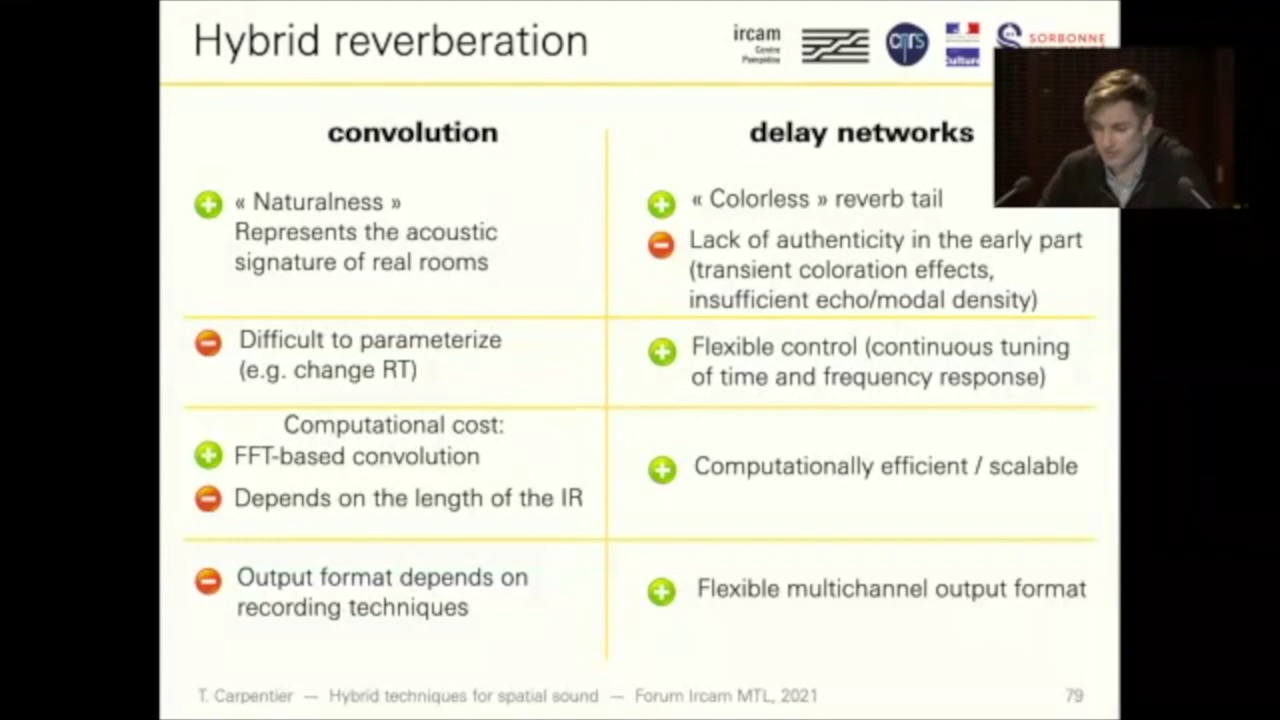 Hybrid reverberation
ircam
Centre
Pompidou
cnrs
Culture
SORBONNE
convolution
delay networks
« Naturalness »
Represents the acoustic
signature of real rooms
« Colorless » reverb tail
Lack of authenticity in the early part
(transient coloration effects,
insufficient echo/modal density)
Difficult to parameterize
(e.g. change RT)
Flexible control (continuous tuning
of time and frequency response)
Computational cost:
FFT-based convolution
Depends on the length of the IR
Computationally efficient / scalable
Output format depends on
recording techniques
Flexible multichannel output format
T. Carpentier — Hybrid techniques for spatial sound — Forum Ircam MTL, 2021
79